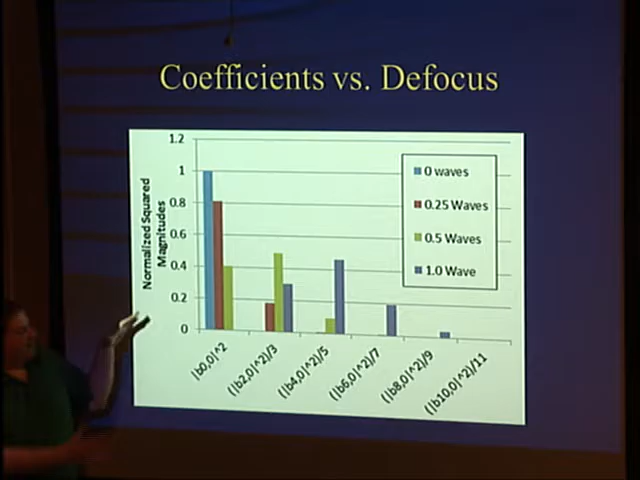 Coefficients vs. Defocus
1.2
1
0.8
0.6
0.4
0.2
0
Normalized Squared
Magnitudes
0 waves
0.25 Waves
0.5 Waves
1.0 Wave
|b0,0|^2
(|b2,0|^2)/3
(|b4,0|^2)/5
(|b6,0|^2)/7
(|b8,0|^2)/9
(|b10,0|^2)/11